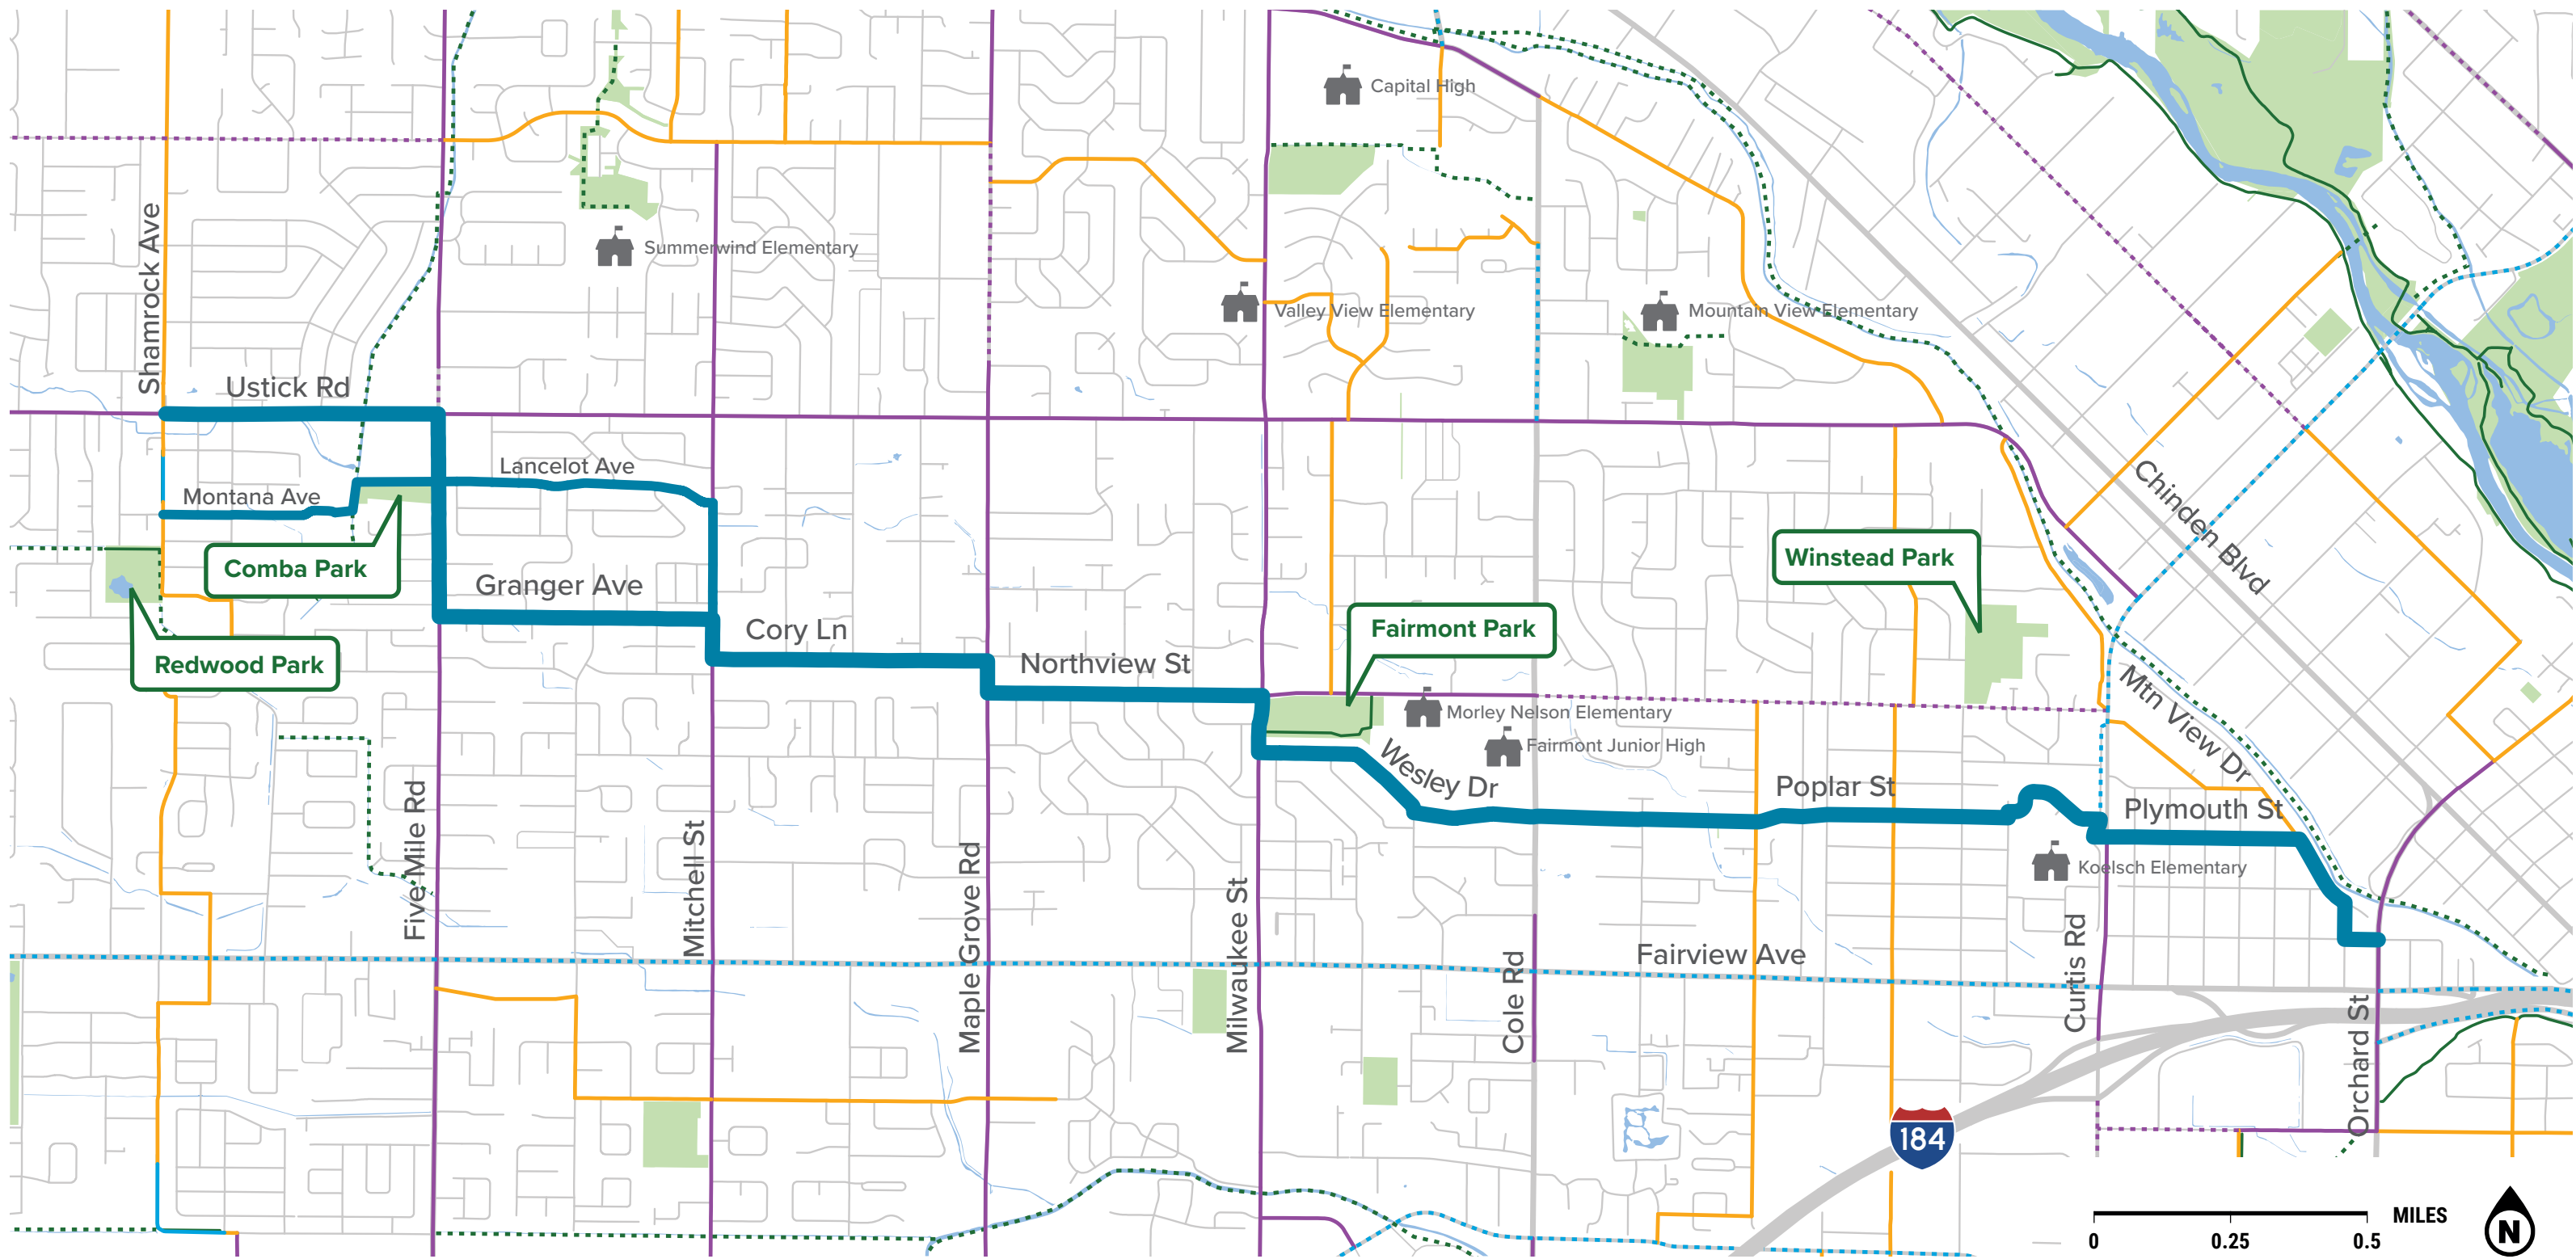 Capital High
Shamrock Ave
Summerwind Elementary
Valley View Elementary
Mountain View Elementary
Ustick Rd
Lancelot Ave
Montana Ave
Chinden Blvd
Comba Park
Winstead Park
Granger Ave
Cory Ln
Fairmont Park
Redwood Park
Northview St
Mtn View Dr
Morley Nelson Elementary
Fairmont Junior High
Wesley Dr
Poplar St
Plymouth St
Five Mile Rd
Mitchell St
Maple Grove Rd
Milwaukee St
Koelsch Elementary
Fairview Ave
Cole Rd
Curtis Rd
Orchard St
184
MILES
N
0 0.25 0.5